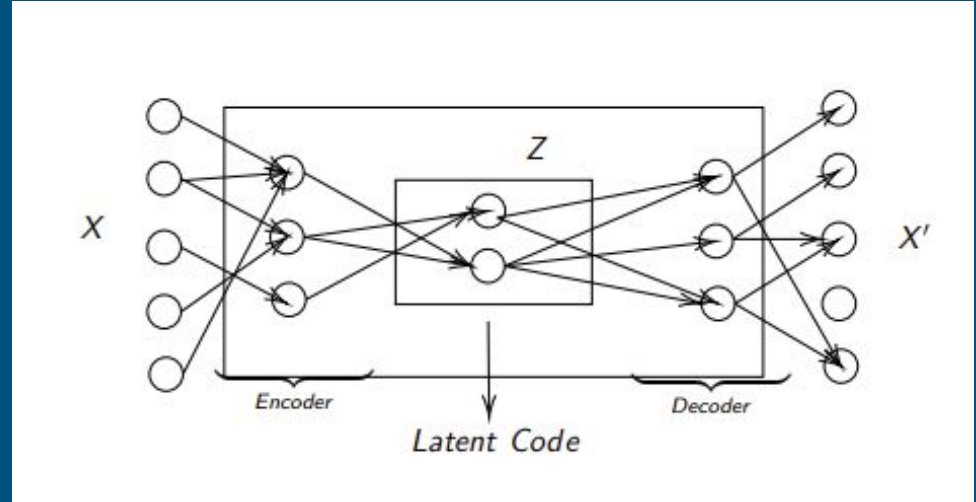 Z
X
X′
Encoder
Decoder
Latent Code